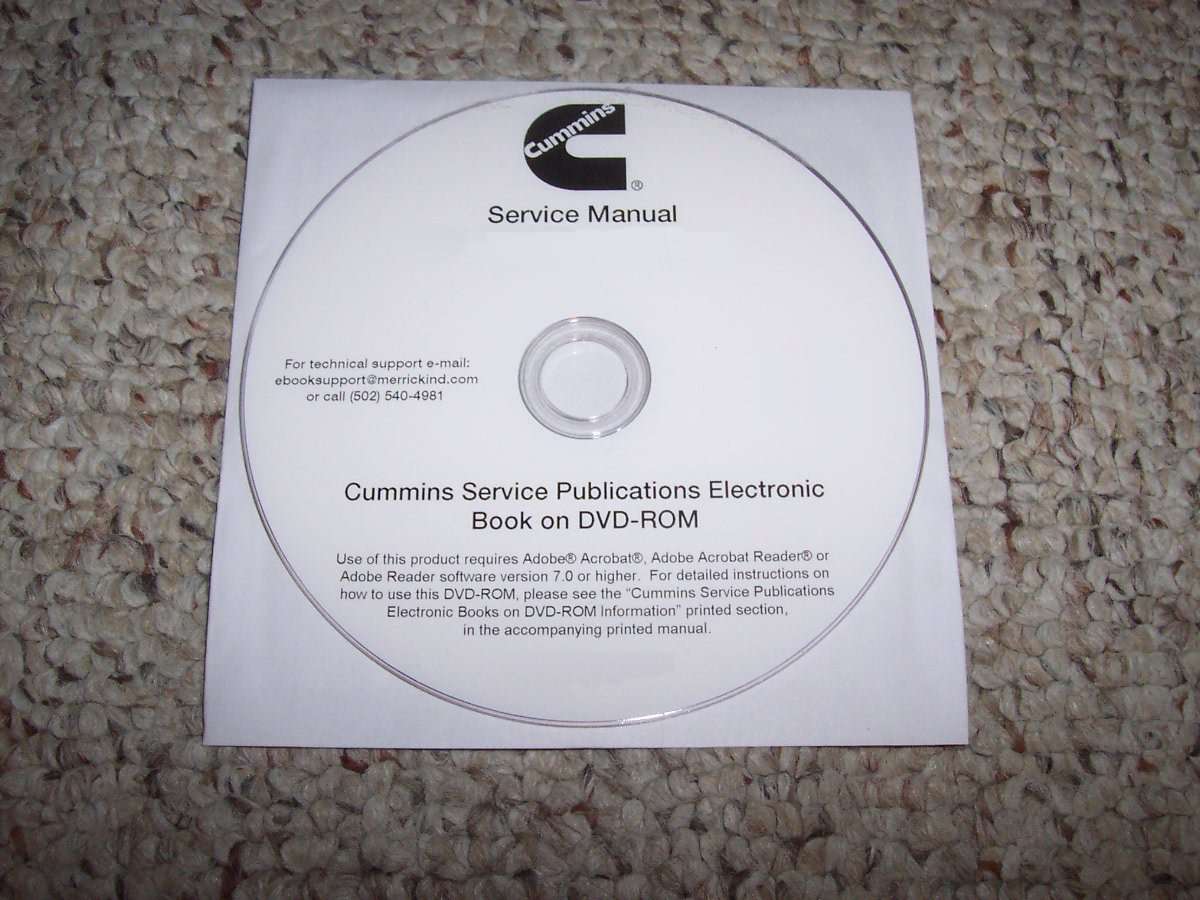 Cummins
®
Service Manual
For technical support e-mail:
ebooksupport@merrickind.com
or call (502) 540-4981
Cummins Service Publications Electronic
Book on DVD-ROM
Use of this product requires Adobe® Acrobat®, Adobe Acrobat Reader® or
Adobe Reader software version 7.0 or higher. For detailed instructions on
how to use this DVD-ROM, please see the “Cummins Service Publications
Electronic Books on DVD-ROM Information” printed section,
in the accompanying printed manual.